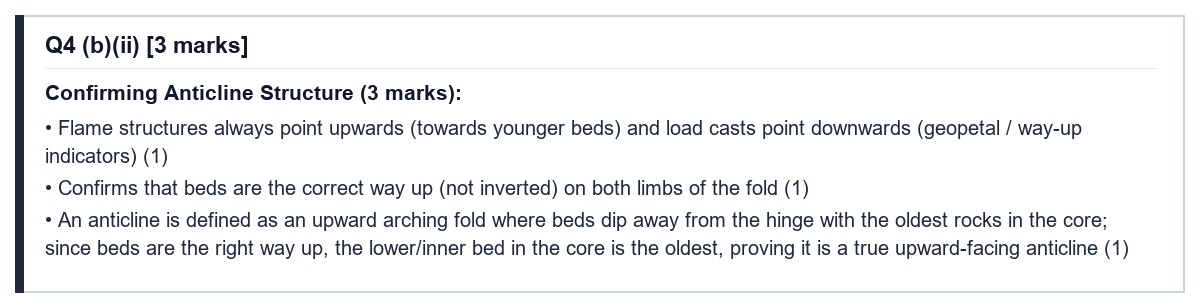 Q4 (b)(ii) [3 marks]
Confirming Anticline Structure (3 marks):
• Flame structures always point upwards (towards younger beds) and load casts point downwards (geopetal / way-up
indicators) (1)
• Confirms that beds are the correct way up (not inverted) on both limbs of the fold (1)
• An anticline is defined as an upward arching fold where beds dip away from the hinge with the oldest rocks in the core;
since beds are the right way up, the lower/inner bed in the core is the oldest, proving it is a true upward-facing anticline (1)